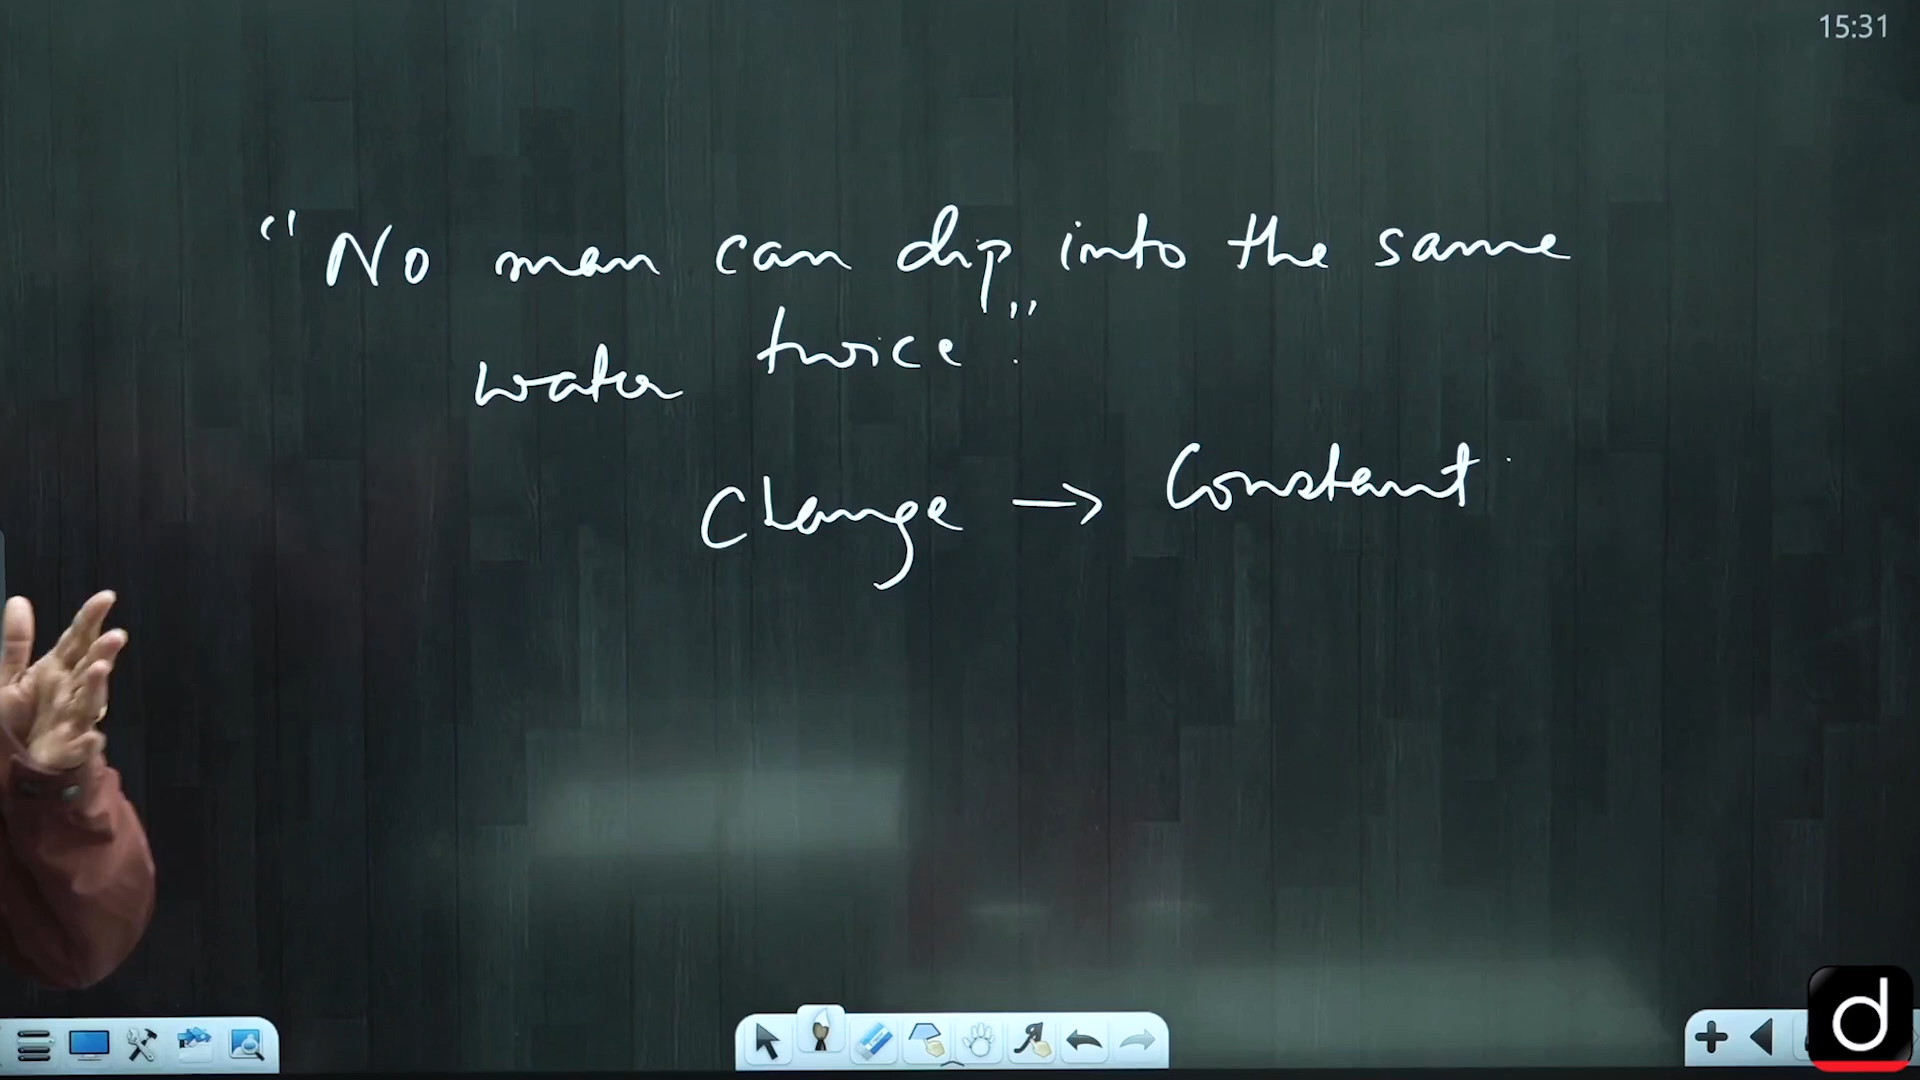 15:31
"No man can dip into the same
water twice."
Change → Constant
d